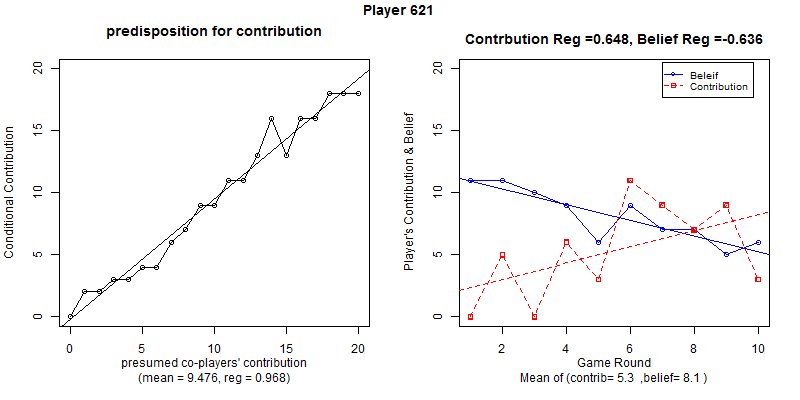 Player 621
predisposition for contribution
Conditional Contribution
20
15
10
5
0
0 5 10 15 20
presumed co-players' contribution
(mean = 9.476, reg = 0.968)
Contrbution Reg =0.648, Belief Reg =-0.636
Player's Contribution & Belief
20
15
10
5
0
Beleif
Contribution
2 4 6 8 10
Game Round
Mean of (contrib= 5.3 ,belief= 8.1 )